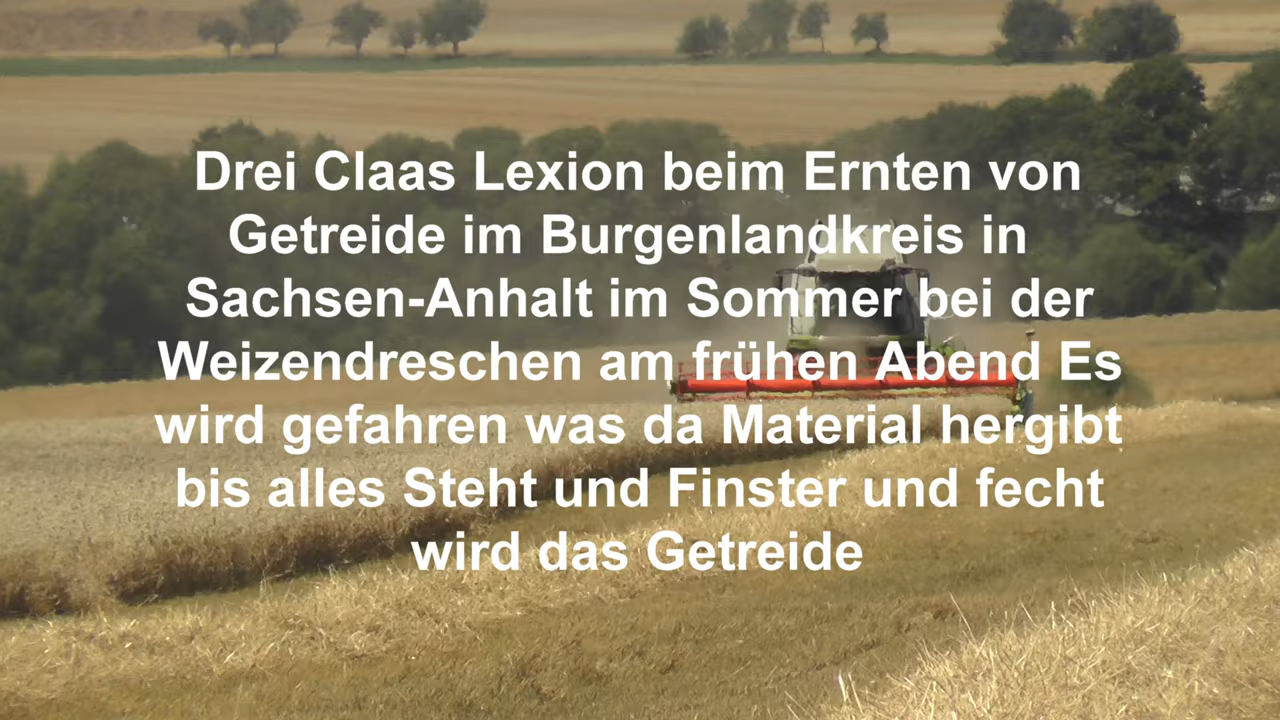 Drei Claas Lexion beim Ernten von
Getreide im Burgenlandkreis in
Sachsen-Anhalt im Sommer bei der
Weizendreschen am frühen Abend Es
wird gefahren was da Material hergibt
bis alles Steht und Finster und fecht
wird das Getreide